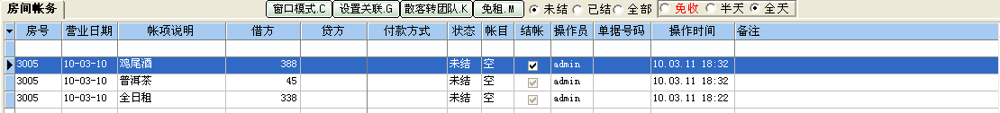 房间帐务 窗口模式.C 设置关联.G 散客转团队.K 免租.M 未结 已结 全部 免收 半天 全天
房号 营业日期 帐项说明 借方 贷方 付款方式 状态 帐目 结帐 操作员 单据号码 操作时间 备注
3005 10-03-10 鸡尾酒 388 未结 空 admin 10.03.11 18:32
3005 10-03-10 普洱茶 45 未结 空 admin 10.03.11 18:32
3005 10-03-10 全日租 338 未结 空 admin 10.03.11 18:22